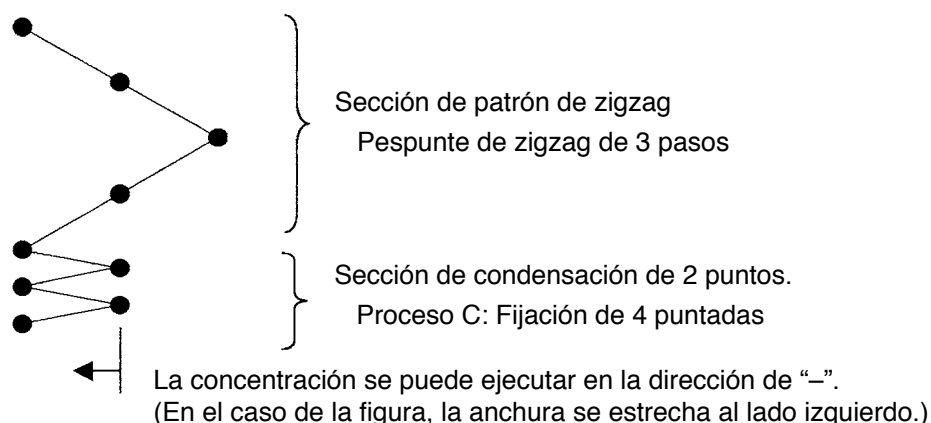 Sección de patrón de zigzag
Pespunte de zigzag de 3 pasos
Sección de condensación de 2 puntos.
Proceso C: Fijación de 4 puntadas
La concentración se puede ejecutar en la dirección de “–”.
(En el caso de la figura, la anchura se estrecha al lado izquierdo.)